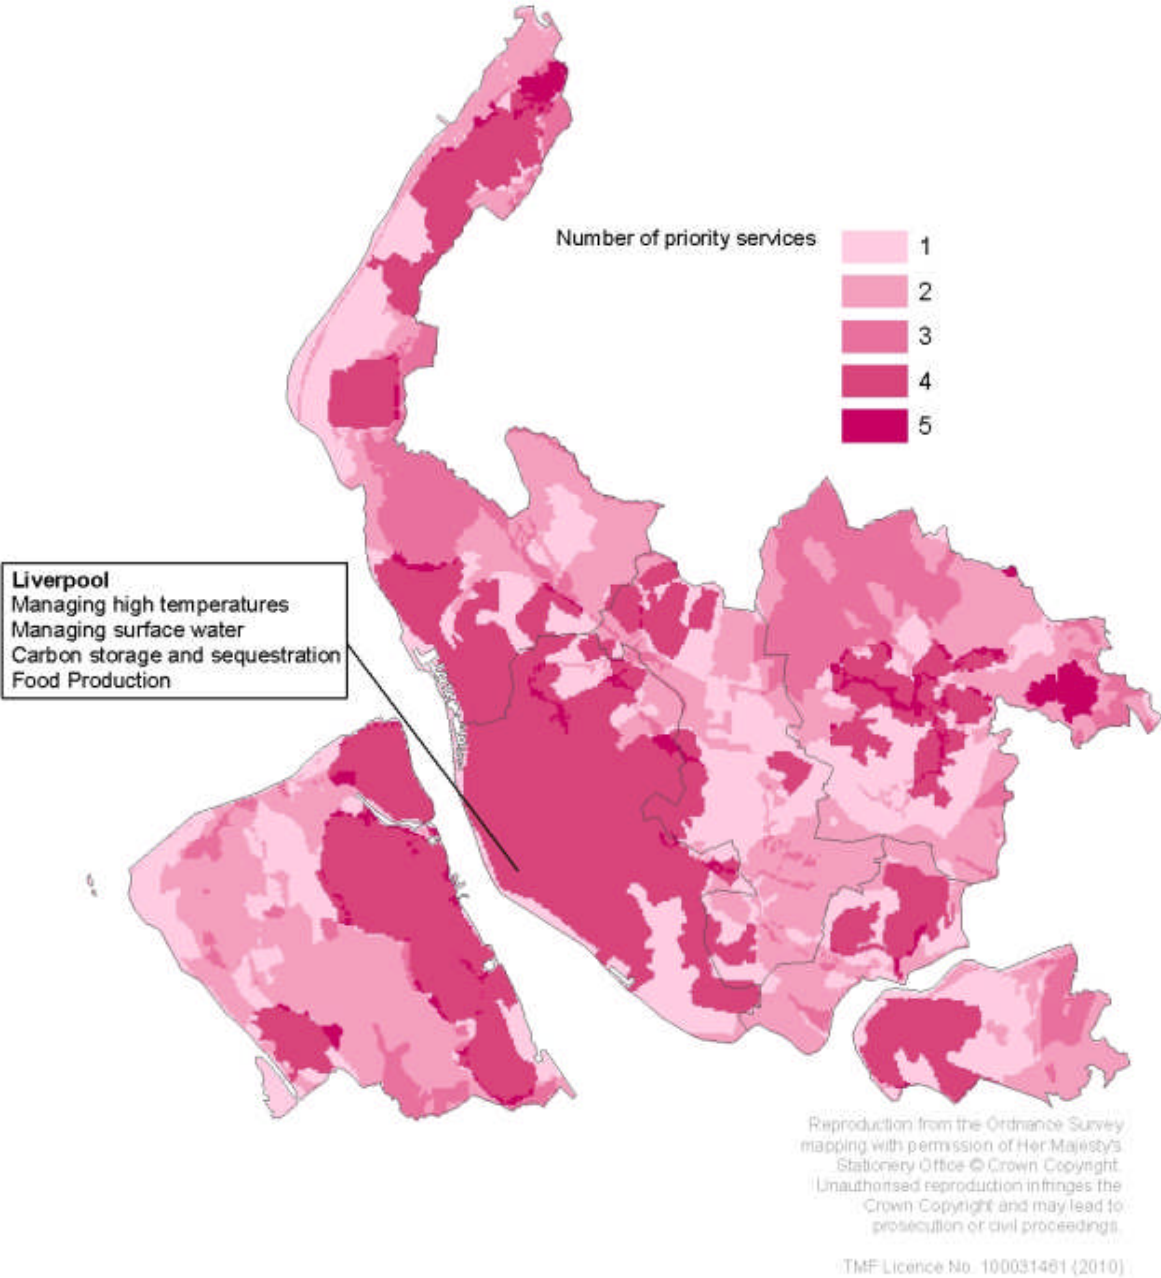 Number of priority services
1
2
3
4
5
Liverpool
Managing high temperatures
Managing surface water
Carbon storage and sequestration
Food Production
Reproduction from the Ordnance Survey
mapping with permission of Her Majesty's
Stationery Office © Crown Copyright.
Unauthorised reproduction infringes the
Crown Copyright and may lead to
prosecution or civil proceedings.
TMF Licence No. 100031461 (2010)